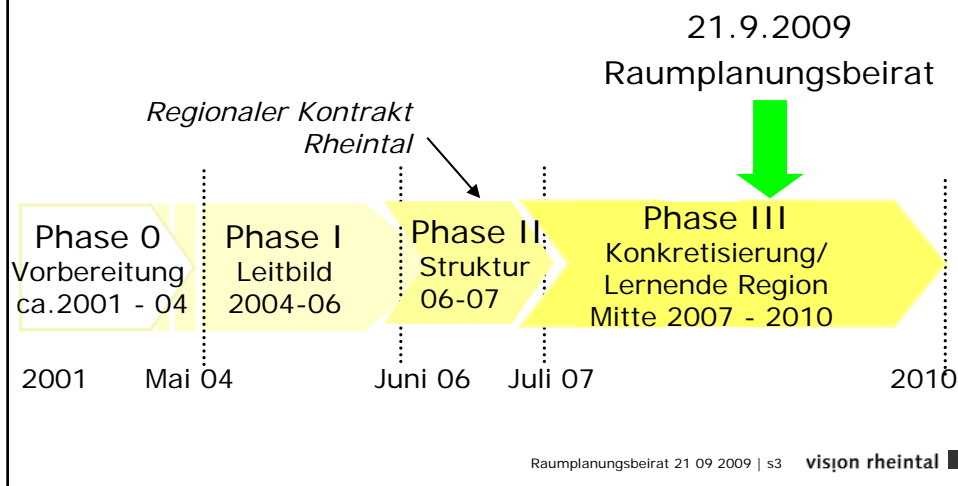 21.9.2009
Raumplanungsbeirat
Regionaler Kontrakt
Rheintal
Phase 0
Vorbereitung
ca.2001 - 04
Phase I
Leitbild
2004-06
Phase II
Struktur
06-07
Phase III
Konkretisierung/
Lernende Region
Mitte 2007 - 2010
2001
Mai 04
Juni 06
Juli 07
2010
Raumplanungsbeirat 21 09 2009 | s3
vision rheintal